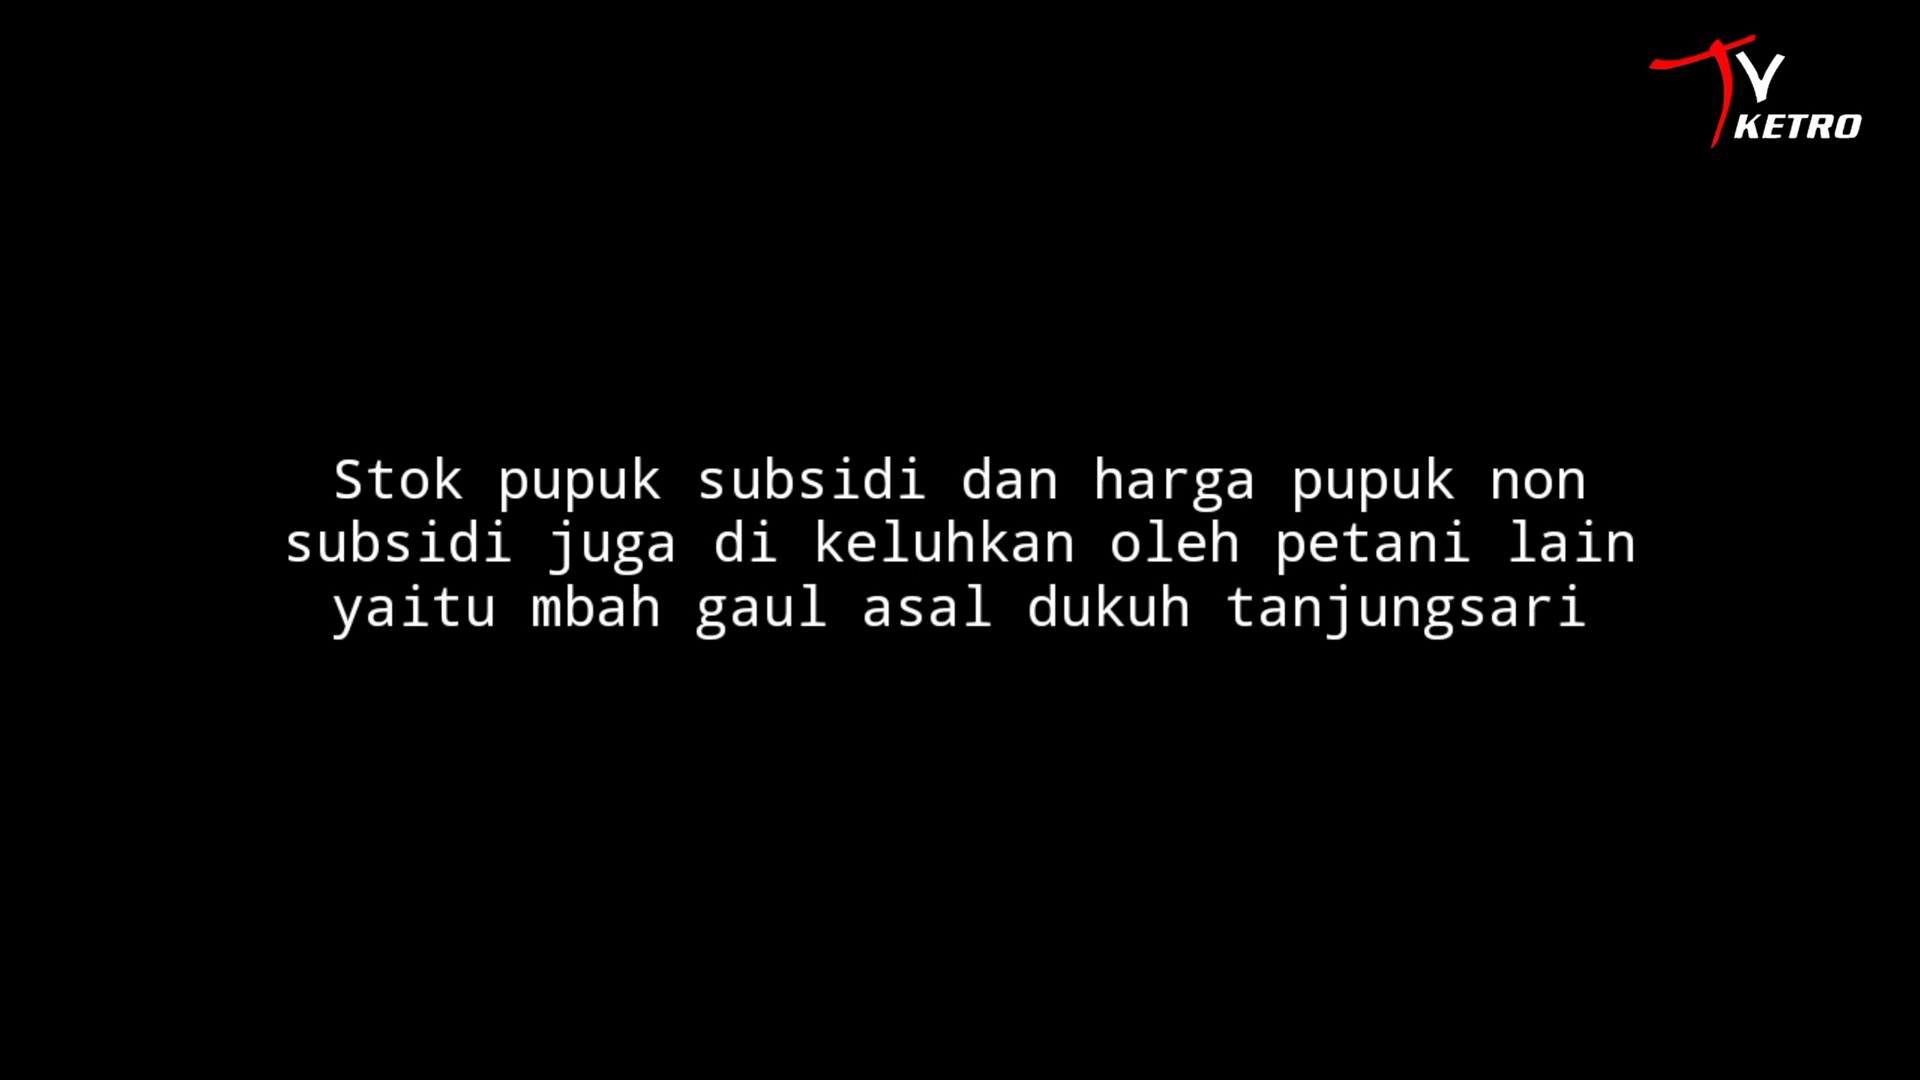 TV
KETRO
Stok pupuk subsidi dan harga pupuk non
subsidi juga di keluhkan oleh petani lain
yaitu mbah gaul asal dukuh tanjungsari